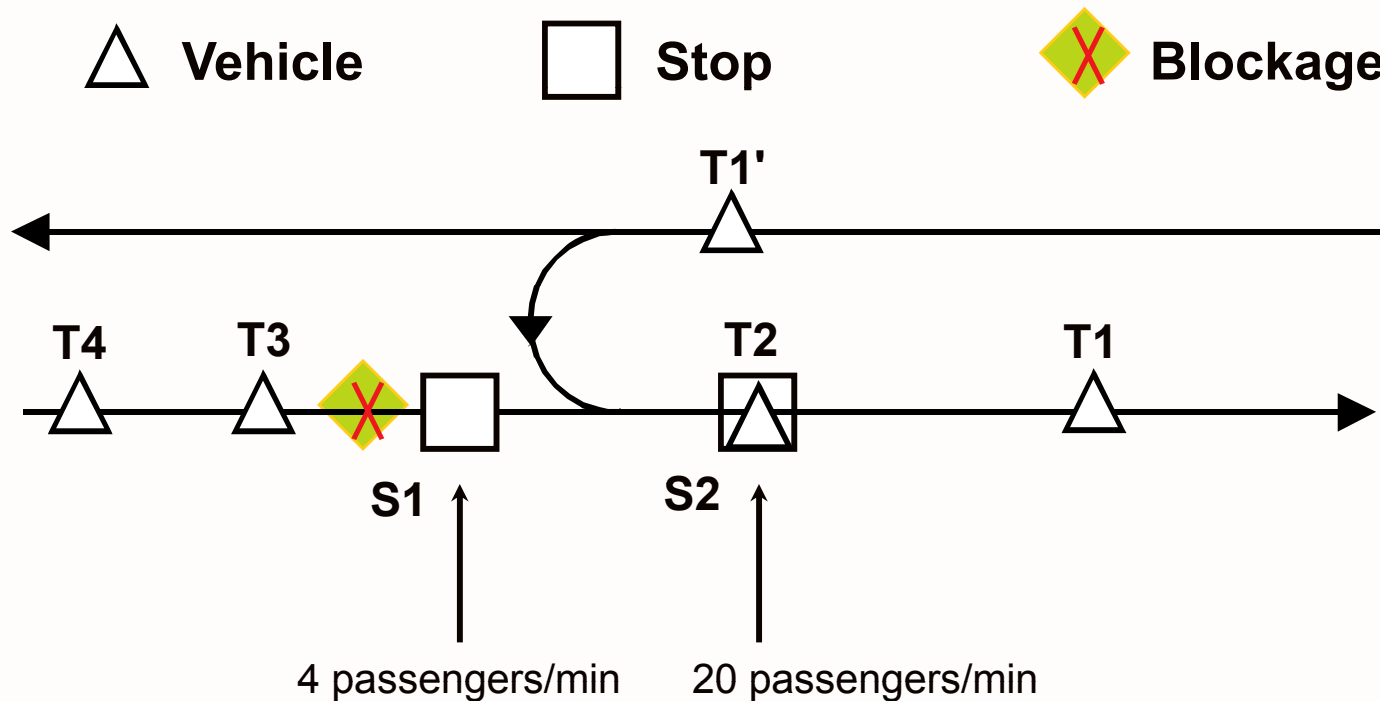 Vehicle
Stop
Blockage
T1'
T4
T3
T2
T1
S1
S2
4 passengers/min
20 passengers/min